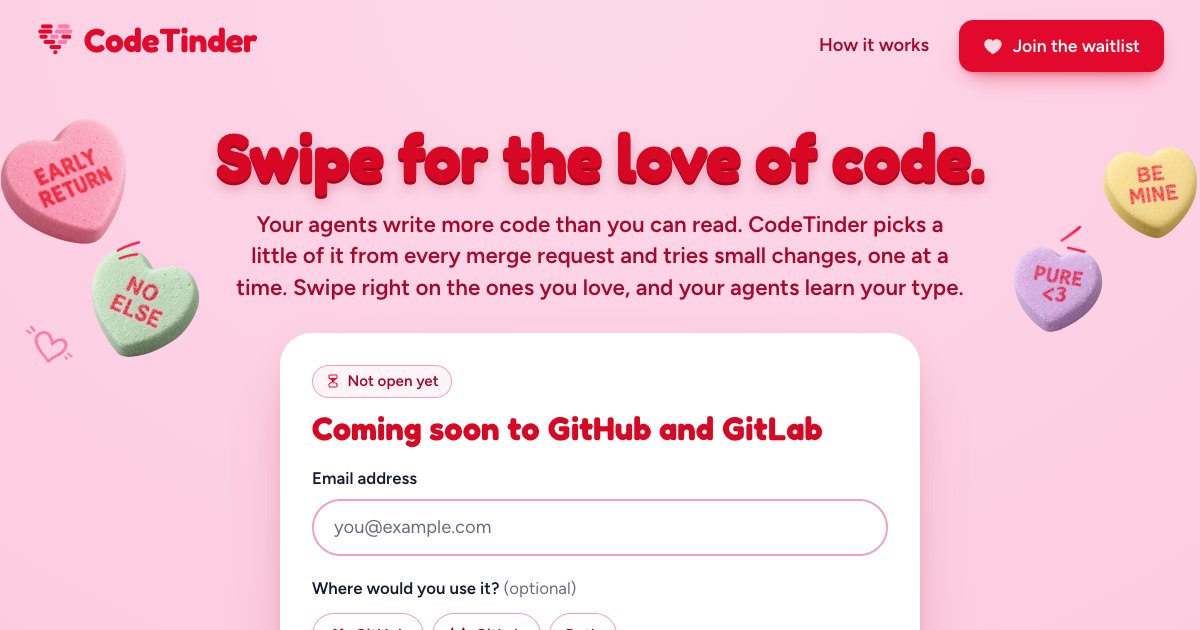 CodeTinder
How it works
Join the waitlist
EARLY
RETURN
NO
ELSE
BE
MINE
PURE
<3
Swipe for the love of code.
Your agents write more code than you can read. CodeTinder picks a
little of it from every merge request and tries small changes, one at a
time. Swipe right on the ones you love, and your agents learn your type.
Not open yet
Coming soon to GitHub and GitLab
Email address
you@example.com
Where would you use it? (optional)